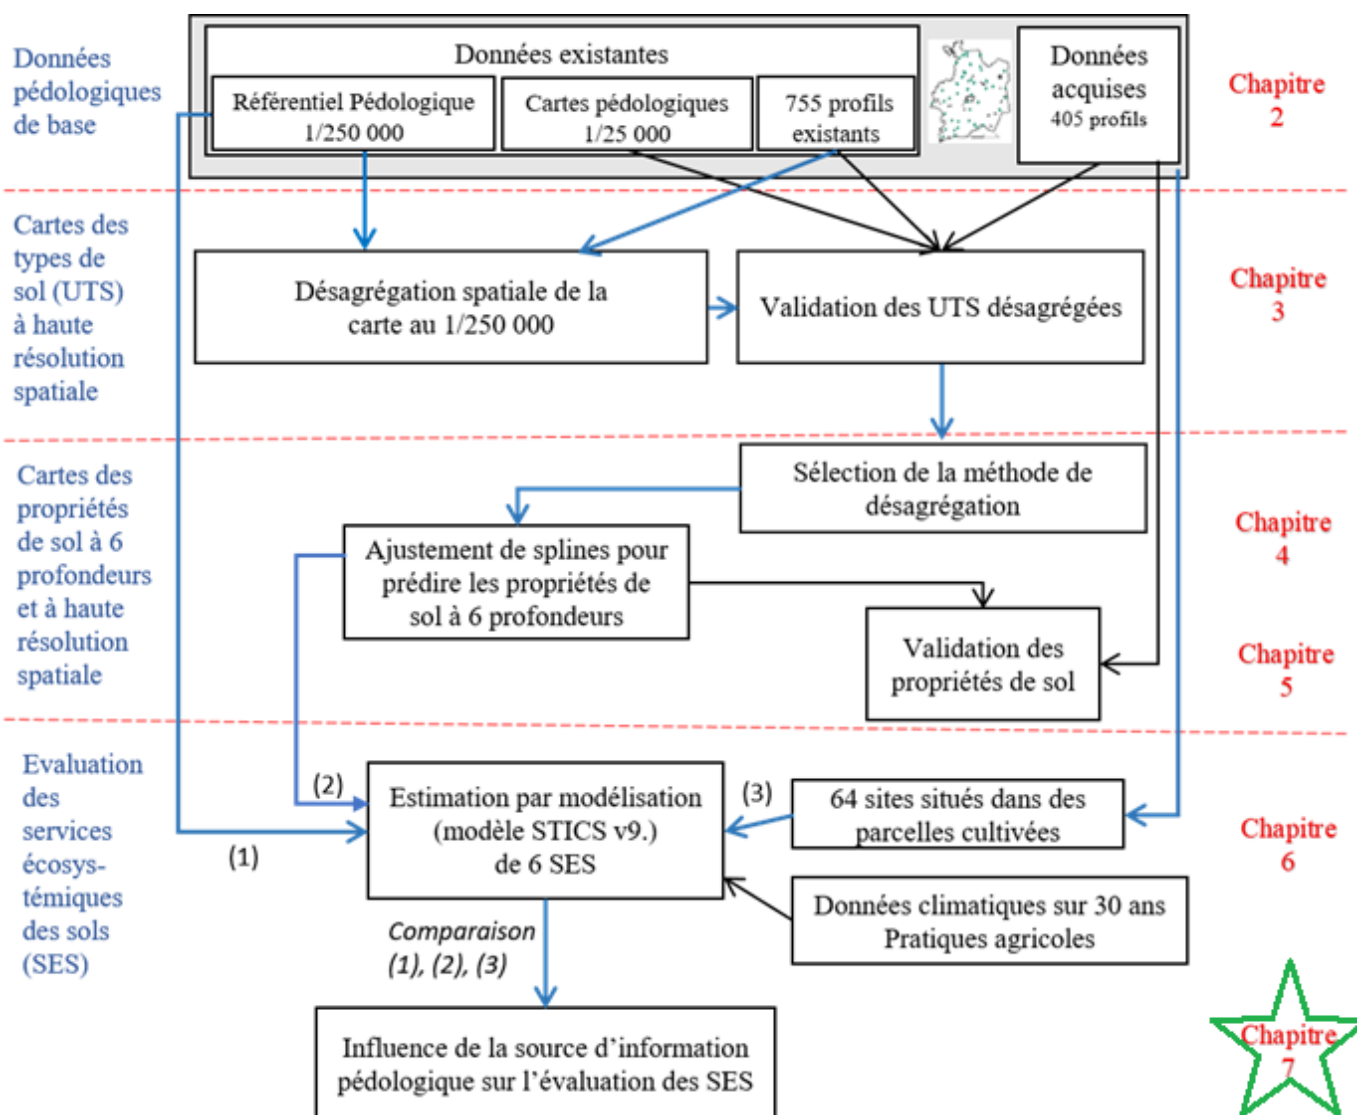 Données
pédologiques
de base
Données existantes
Référentiel Pédologique
1/250 000
Cartes pédologiques
1/25 000
755 profils
existants
Données
acquises
405 profils
Chapitre
2
Cartes des
types de
sol (UTS)
à haute
résolution
spatiale
Désagrégation spatiale de la
carte au 1/250 000
Validation des UTS désagrégées
Chapitre
3
Cartes des
propriétés
de sol à 6
profondeurs
et à haute
résolution
spatiale
Sélection de la méthode de
désagrégation
Ajustement de splines pour
prédire les propriétés de
sol à 6 profondeurs
Chapitre
4
Validation des
propriétés de sol
Chapitre
5
Evaluation
des
services
écosys-
témiques
des sols
(SES)
(1)
(2)
Estimation par modélisation
(modèle STICS v9.)
de 6 SES
(3)
64 sites situés dans des
parcelles cultivées
Chapitre
6
Données climatiques sur 30 ans
Pratiques agricoles
Comparaison
(1), (2), (3)
Influence de la source d'information
pédologique sur l'évaluation des SES
Chapitre
7